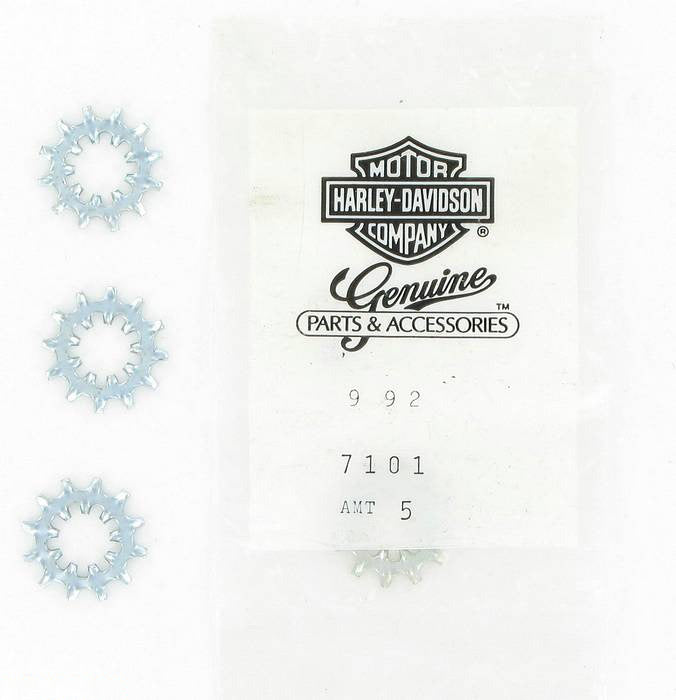 MOTOR
HARLEY-DAVIDSON
COMPANY ®
Genuine
PARTS & ACCESSORIES ™
9 92
7101
AMT 5